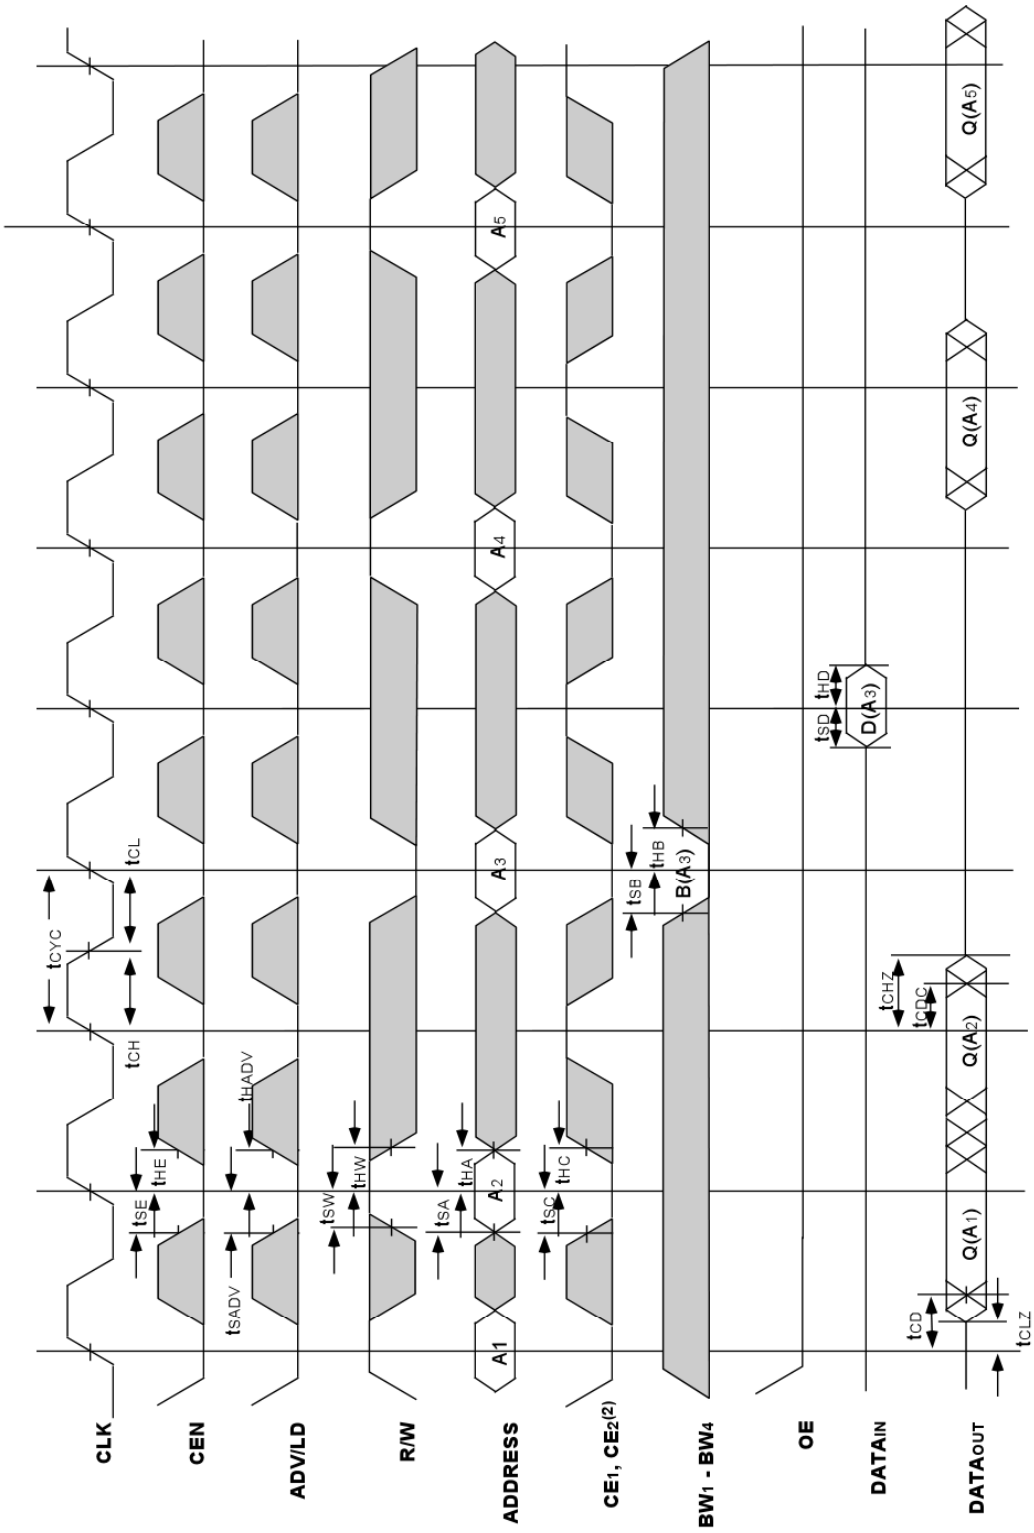 tCYC
tCH
tCL
CLK
tSE
tHE
CEN
tSADV
tHADV
ADV/LD
tSW
tHW
R/W
tSA
tHA
A1
A2
A3
A4
A5
ADDRESS
tSC
tHC
CE1, CE2(2)
tSB
tHB
B(A3)
BW1 - BW4
OE
tSD
tHD
D(A3)
DATAIN
tCHZ
tCDC
tCD
Q(A1)
Q(A2)
Q(A4)
Q(A5)
DATAOUT
tCLZ